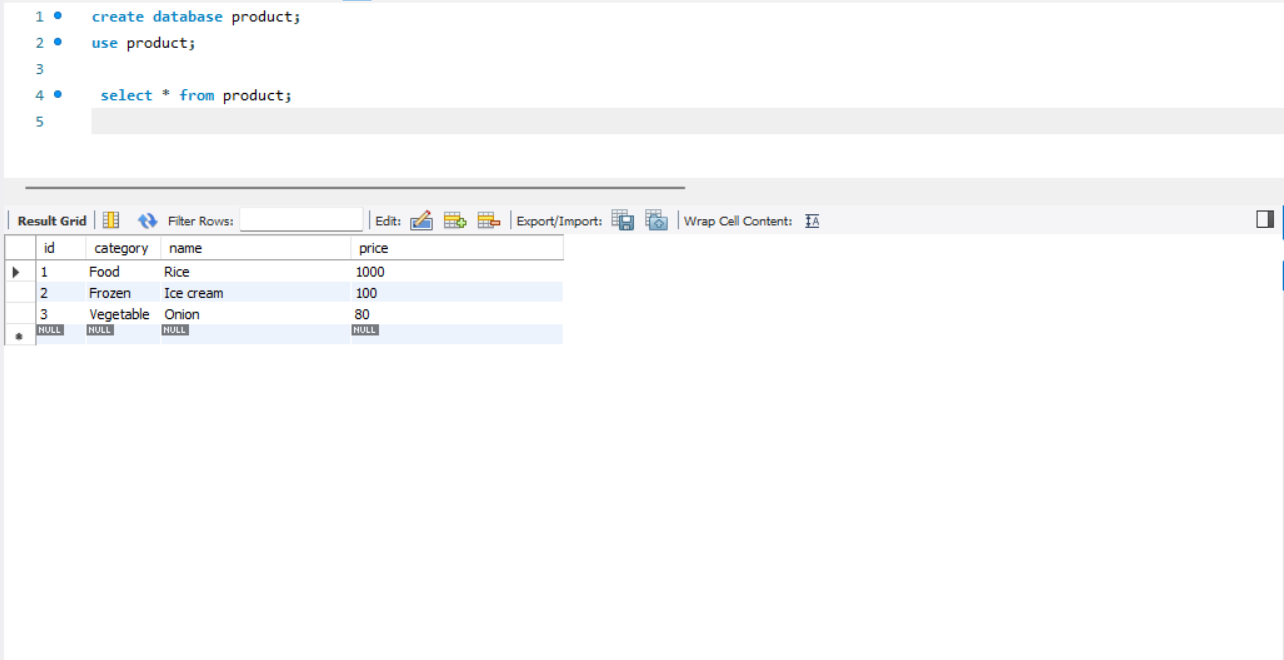 1 create database product;
2 use product;
3
4 select * from product;
5
Result Grid Filter Rows: Edit: Export/Import: Wrap Cell Content: IA
id category name price
1 Food Rice 1000
2 Frozen Ice cream 100
3 Vegetable Onion 80
NULL NULL NULL NULL